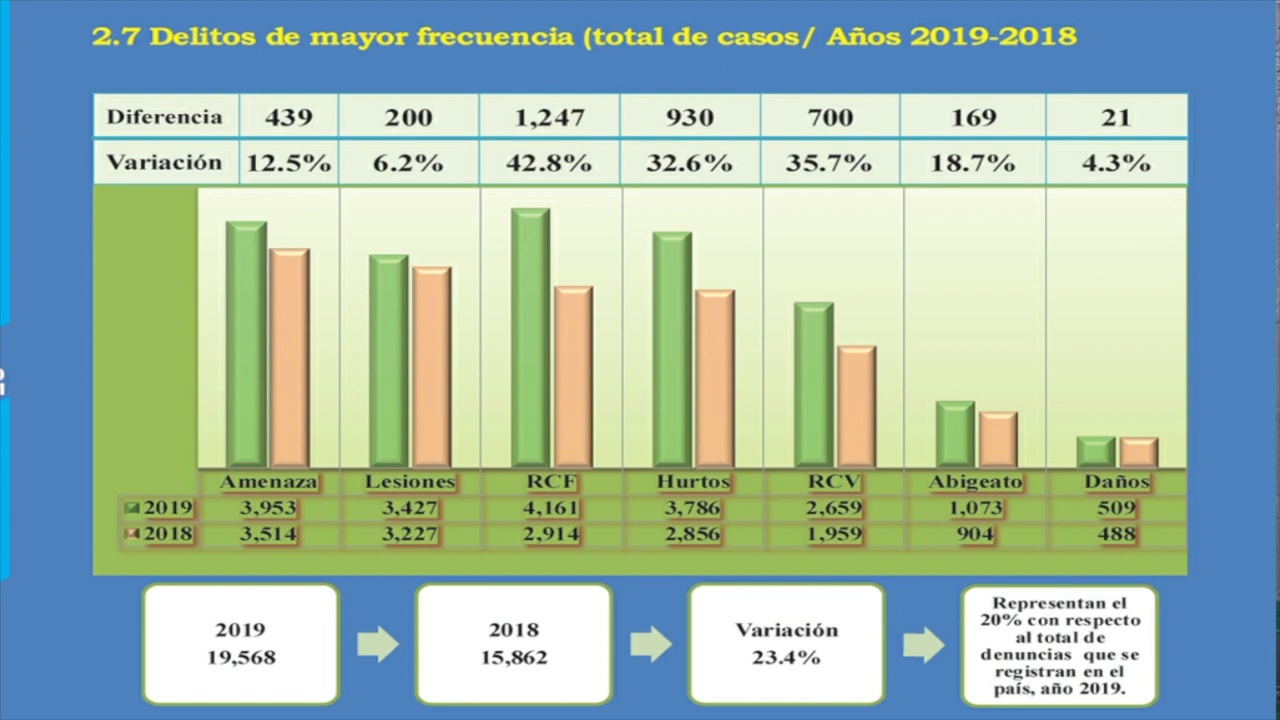 2.7 Delitos de mayor frecuencia (total de casos/ Años 2019-2018
Diferencia 439 200 1,247 930 700 169 21
Variación 12.5% 6.2% 42.8% 32.6% 35.7% 18.7% 4.3%
Amenaza Lesiones RCF Hurtos RCV Abigeato Daños
2019 3,953 3,427 4,161 3,786 2,659 1,073 509
2018 3,514 3,227 2,914 2,856 1,959 904 488
2019
19,568
2018
15,862
Variación
23.4%
Representan el
20% con respecto
al total de
denuncias que se
registran en el
país, año 2019.